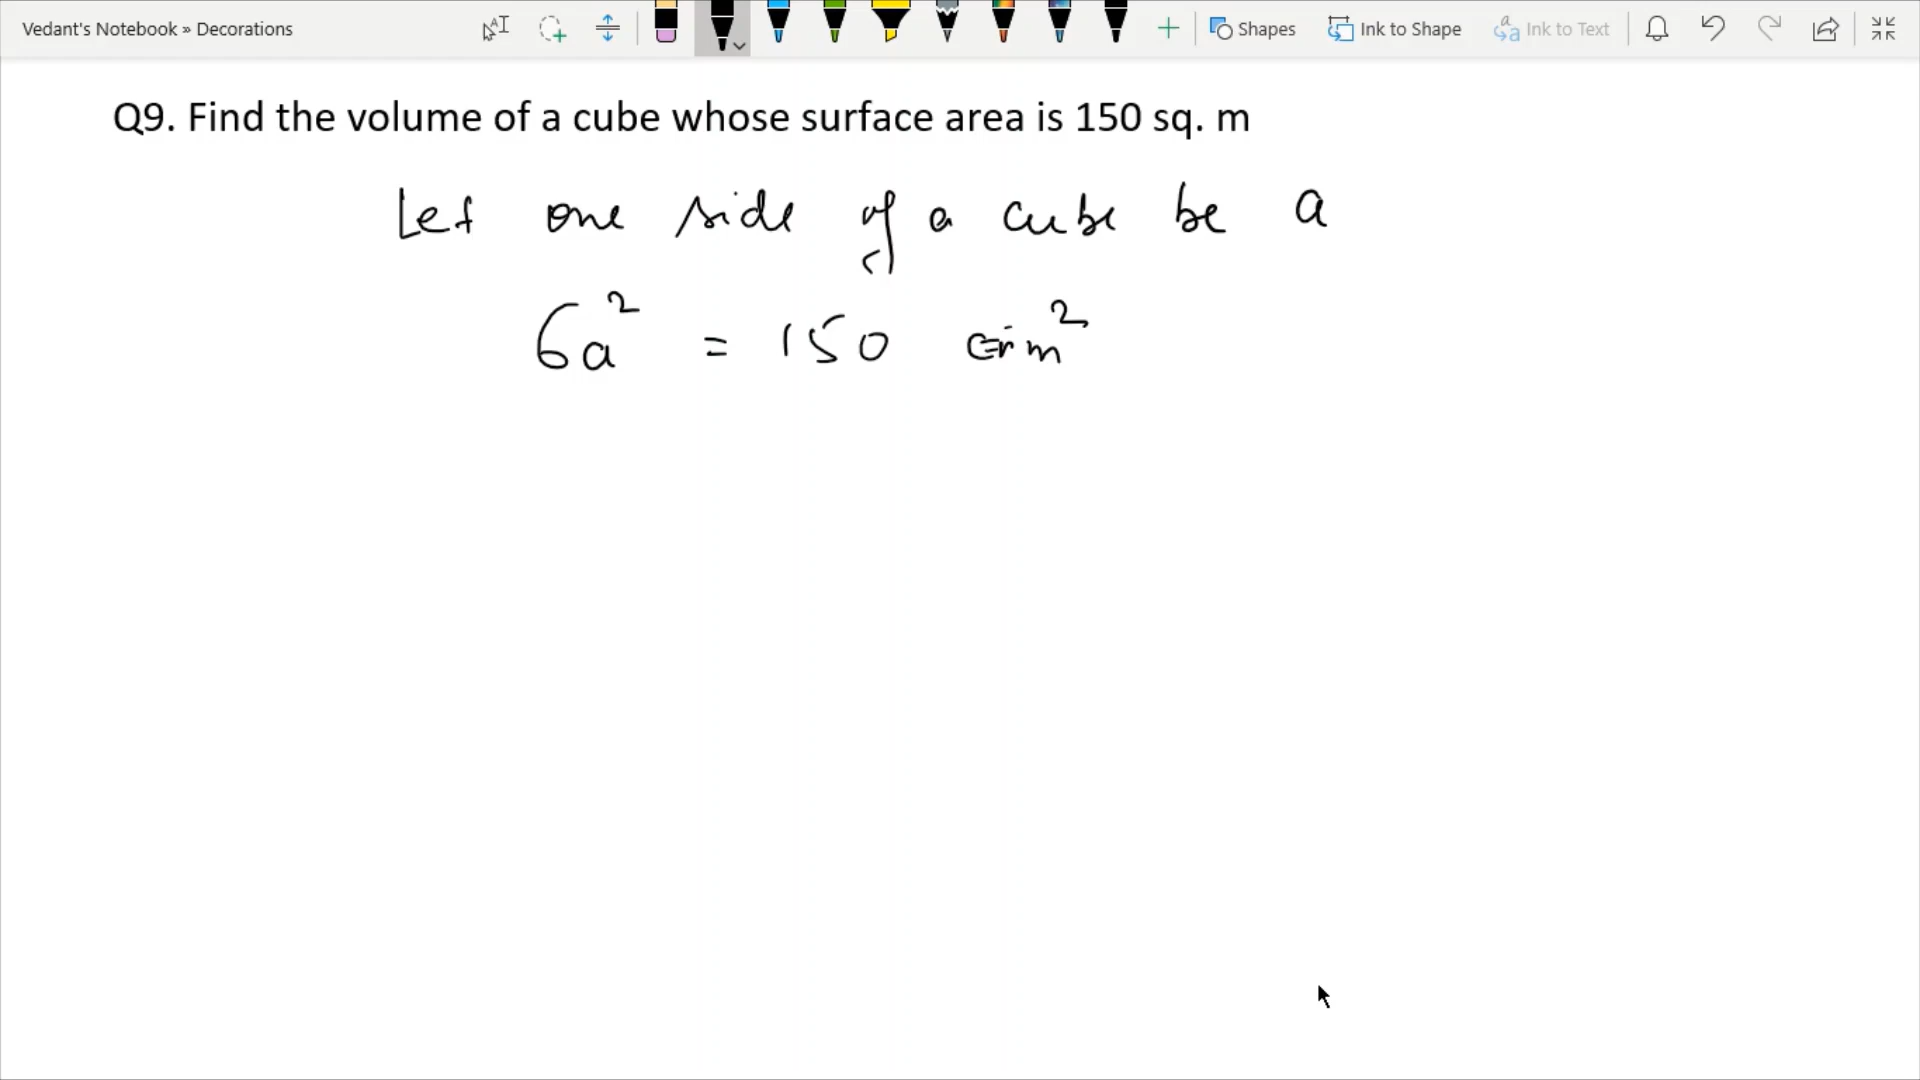 Vedant's Notebook » Decorations Shapes Ink to Shape Ink to Text
Q9. Find the volume of a cube whose surface area is 150 sq. m
Let one side of a cube be a
6a² = 150 m²